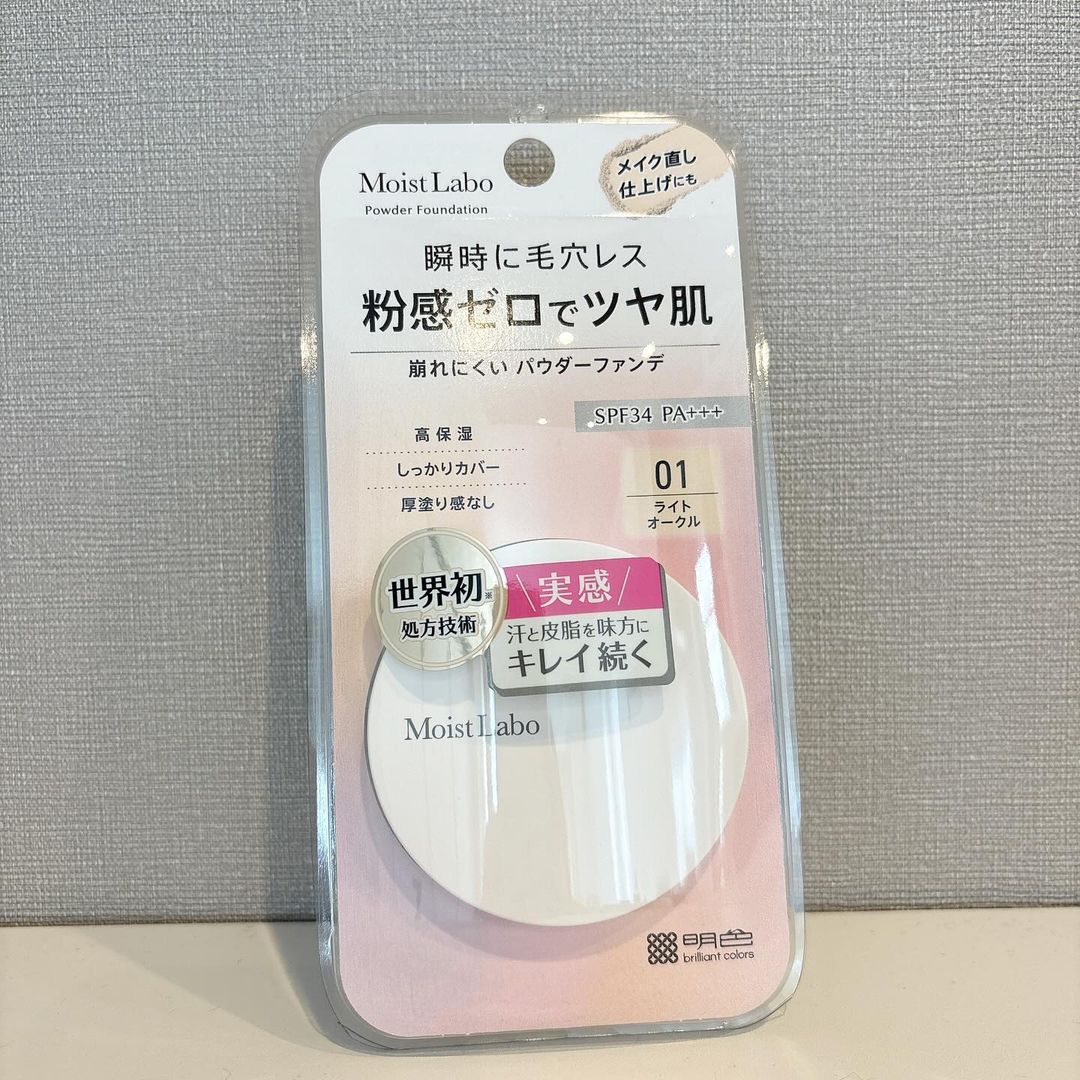 Moist Labo
Powder Foundation
メイク直し
仕上げにも
瞬時に毛穴レス
粉感ゼロでツヤ肌
崩れにくい パウダーファンデ
SPF34 PA+++
高保湿
しっかりカバー
厚塗り感なし
01
ライト
オークル
世界初※
処方技術
\実感/
汗と皮脂を味方に
キレイ続く
Moist Labo
明色
brilliant colors